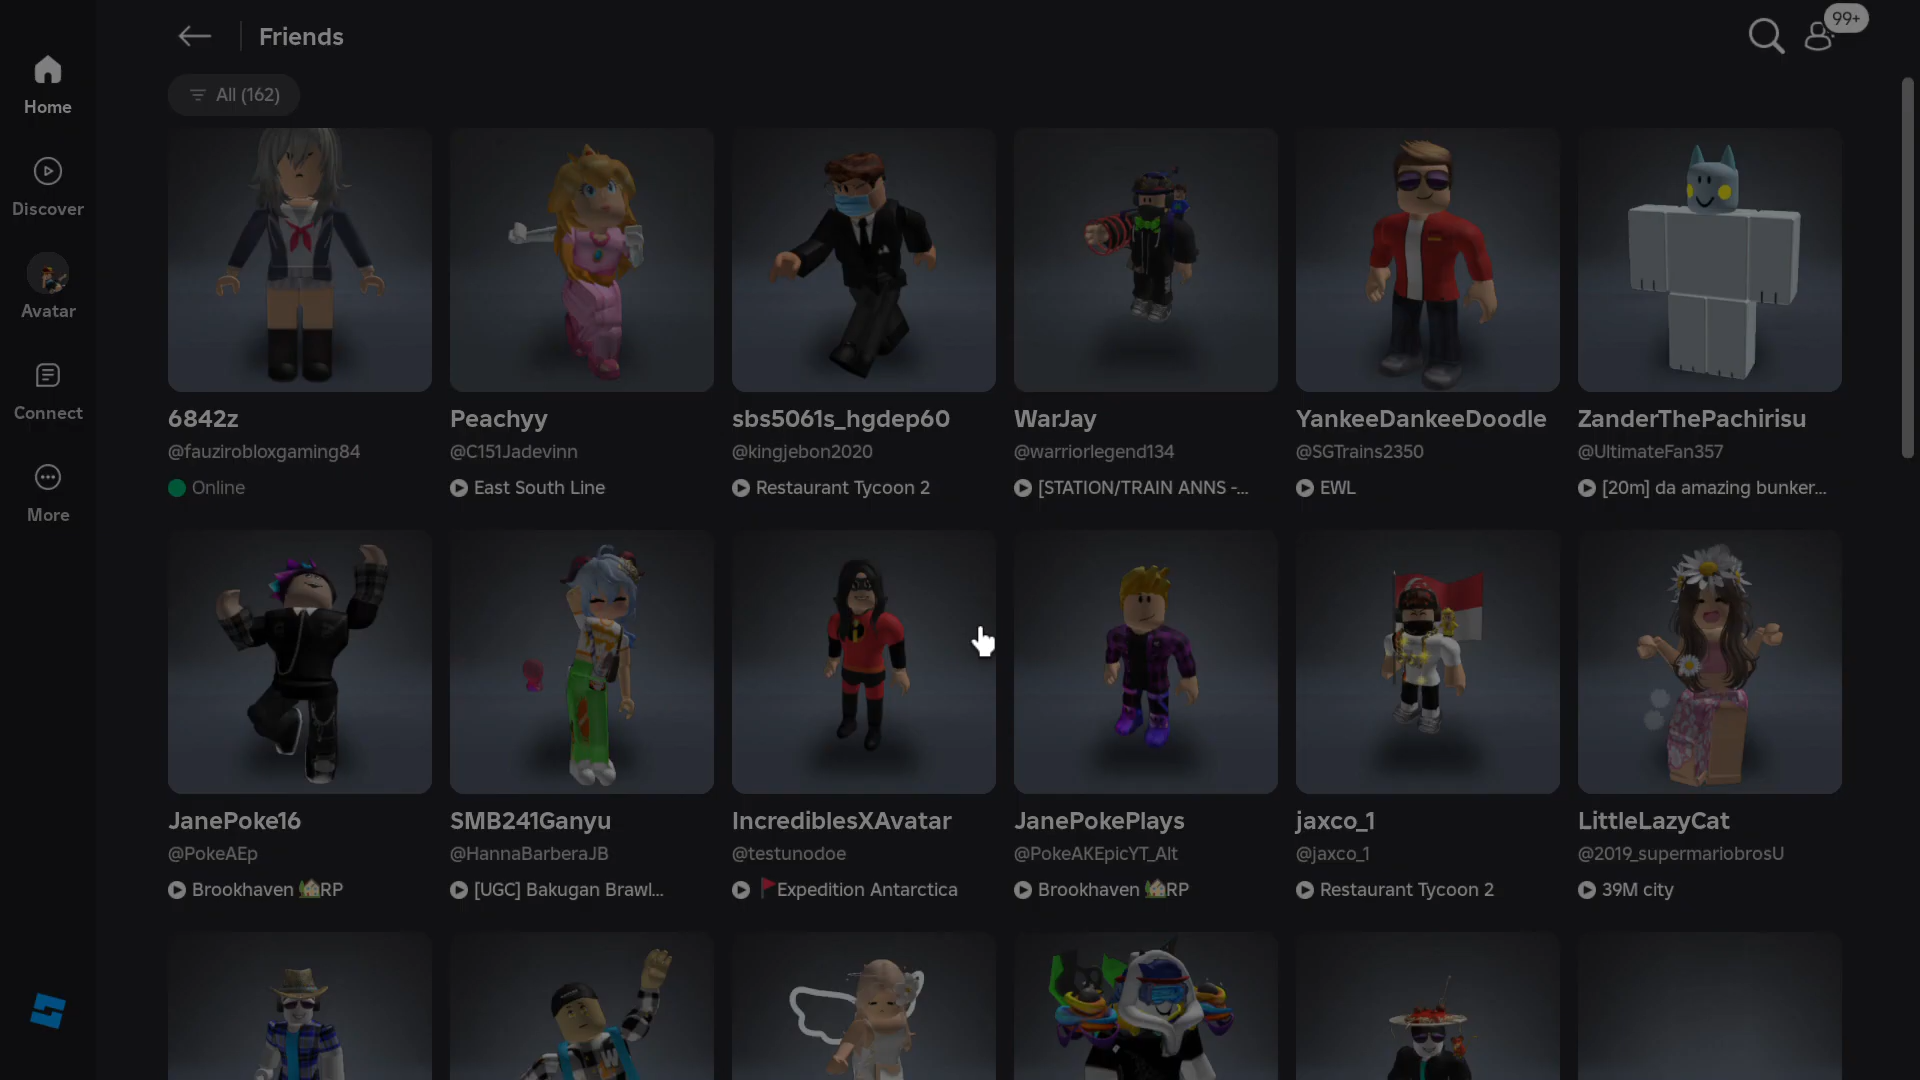 Friends
99+
All (162)
Home
Discover
Avatar
Connect
More
6842z
@fauzirobloxgaming84
Online
Peachyy
@C151Jadevinn
East South Line
sbs5061s_hgdep60
@kingjebon2020
Restaurant Tycoon 2
WarJay
@warriorlegend134
[STATION/TRAIN ANNS -...
YankeeDankeeDoodle
@SGTrains2350
EWL
ZanderThePachirisu
@UltimateFan357
[20m] da amazing bunker...
JanePoke16
@PokeAEp
Brookhaven 🏡RP
SMB241Ganyu
@HannaBarberaJB
[UGC] Bakugan Brawl...
IncrediblesXAvatar
@testunodoe
🚩Expedition Antarctica
JanePokePlays
@PokeAKEpicYT_Alt
Brookhaven 🏡RP
jaxco_1
@jaxco_1
Restaurant Tycoon 2
LittleLazyCat
@2019_supermariobrosU
39M city